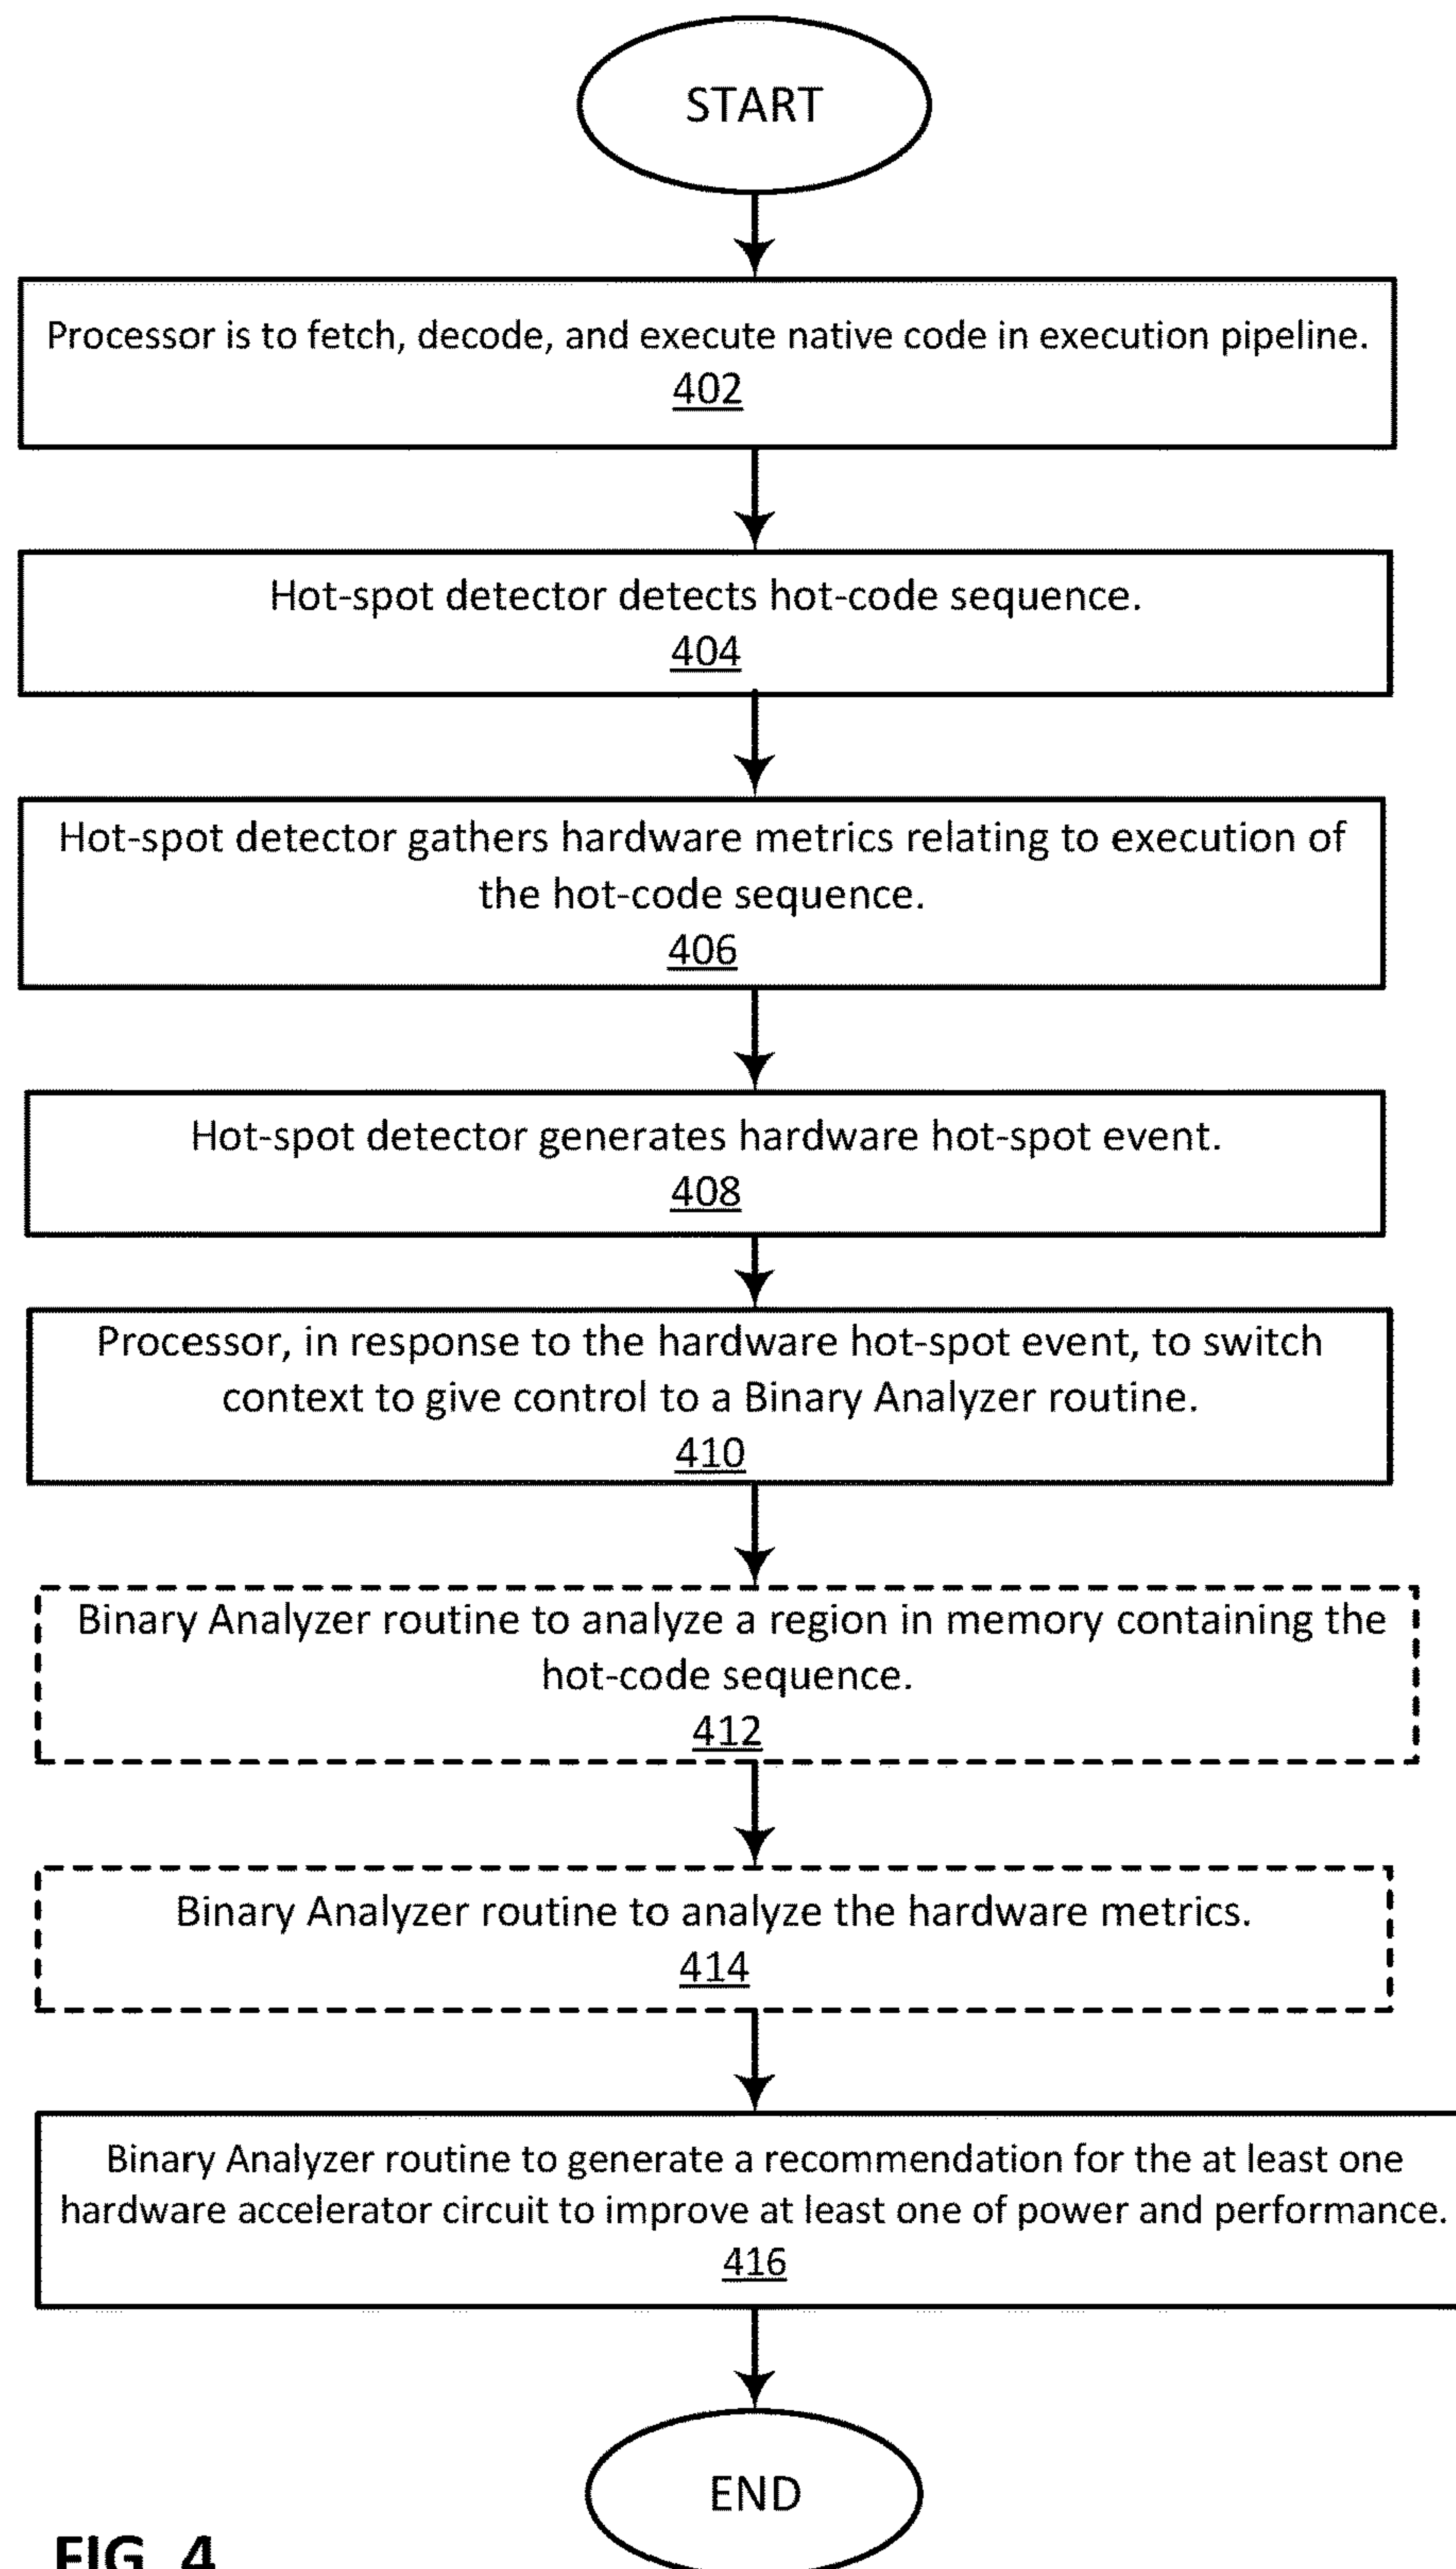 START
Processor is to fetch, decode, and execute native code in execution pipeline.
402
Hot-spot detector detects hot-code sequence.
404
Hot-spot detector gathers hardware metrics relating to execution of
the hot-code sequence.
406
Hot-spot detector generates hardware hot-spot event.
408
Processor, in response to the hardware hot-spot event, to switch
context to give control to a Binary Analyzer routine.
410
Binary Analyzer routine to analyze a region in memory containing the
hot-code sequence.
412
Binary Analyzer routine to analyze the hardware metrics.
414
Binary Analyzer routine to generate a recommendation for the at least one
hardware accelerator circuit to improve at least one of power and performance.
416
END
FIG. 4